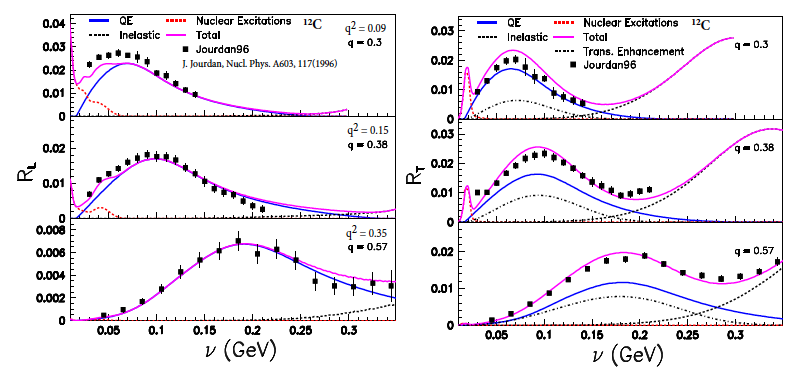 QE
Nuclear Excitations
¹²C
Inelastic
Total
Jourdan96
J. Jourdan, Nucl. Phys. A603, 117(1996)
q² = 0.09
q = 0.3
0.04
0.03
0.02
0.01
0
q² = 0.15
q = 0.38
0.02
0.01
0
q² = 0.35
q = 0.57
0.008
0.006
0.004
0.002
0
R_L
0.05 0.1 0.15 0.2 0.25 0.3
ν (GeV)
QE
Nuclear Excitations
¹²C
Inelastic
Total
Trans. Enhancement
Jourdan96
q = 0.3
0.03
0.02
0.01
0
q = 0.38
0.03
0.02
0.01
0
q = 0.57
0.02
0.01
0
R_T
0.05 0.1 0.15 0.2 0.25 0.3
ν (GeV)